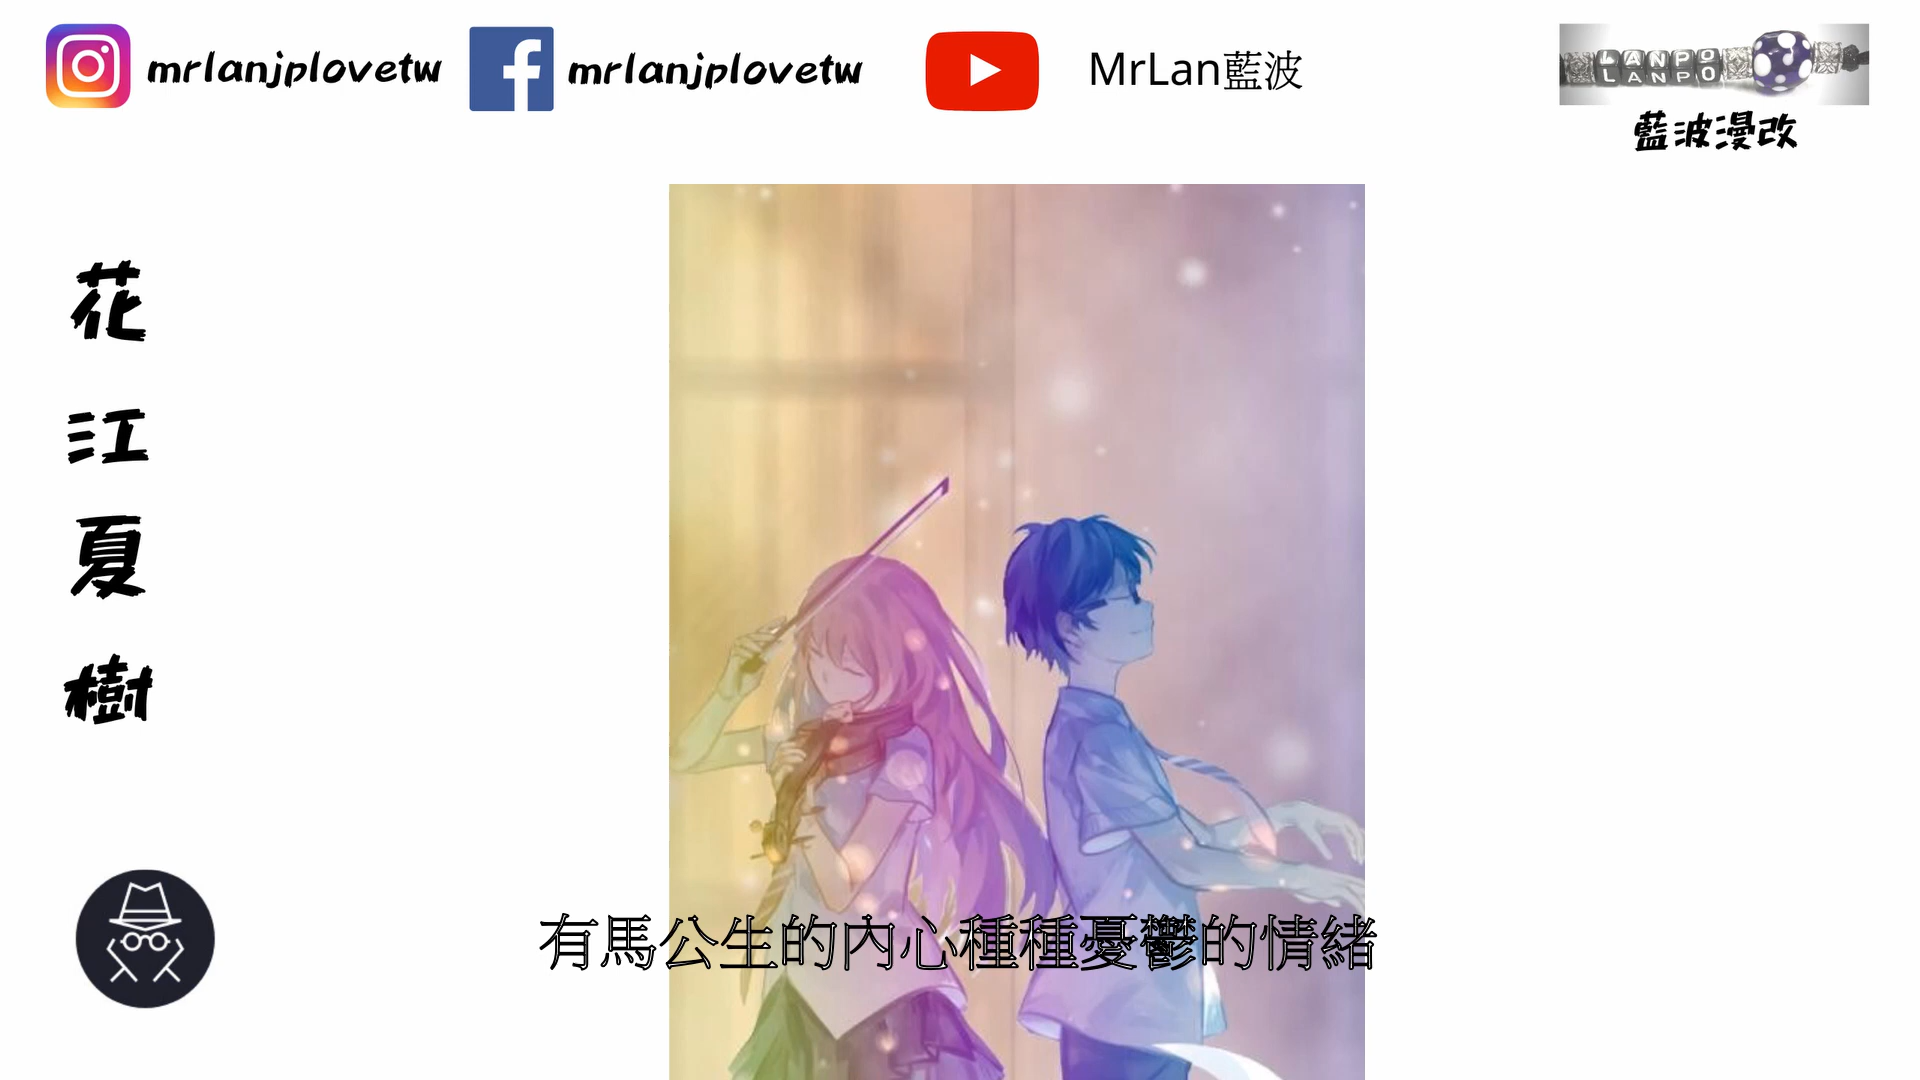 mrlanjplovetw
mrlanjplovetw
MrLan藍波
LANPO
LANPO
藍波漫改
花江夏樹
有馬公生的內心種種憂鬱的情緒